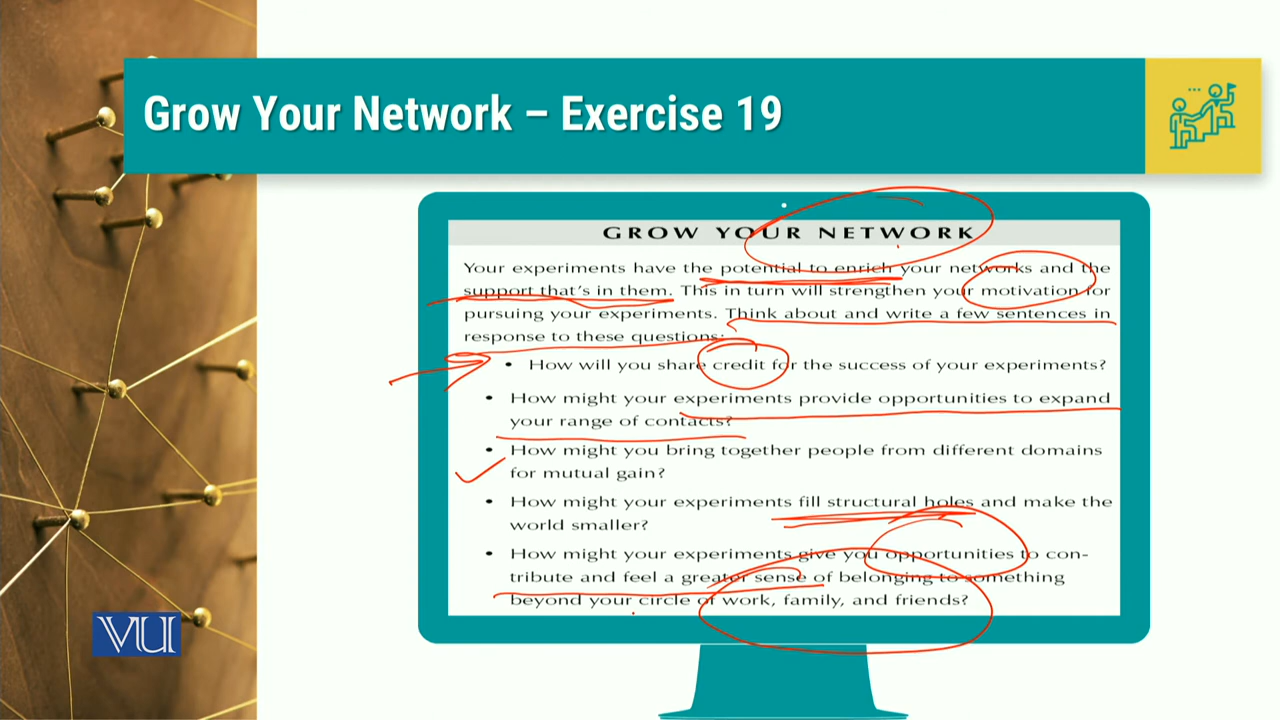 Grow Your Network – Exercise 19
GROW YOUR NETWORK
Your experiments have the potential to enrich your networks and the
support that's in them. This in turn will strengthen your motivation for
pursuing your experiments. Think about and write a few sentences in
response to these questions:
• How will you share credit for the success of your experiments?
• How might your experiments provide opportunities to expand
your range of contacts?
• How might you bring together people from different domains
for mutual gain?
• How might your experiments fill structural holes and make the
world smaller?
• How might your experiments give you opportunities to con-
tribute and feel a greater sense of belonging to something
beyond your circle of work, family, and friends?
VU